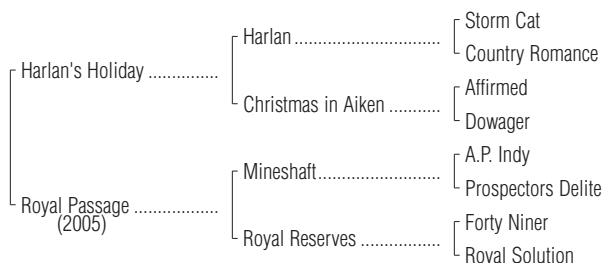 Storm Cat
Harlan ......................................
Country Romance
Harlan's Holiday ..............
Affirmed
Christmas in Aiken ...........
Dowager
A.P. Indy
Mineshaft.............................
Prospectors Delite
Royal Passage .................
(2005)
Forty Niner
Royal Reserves ..................
Royal Solution